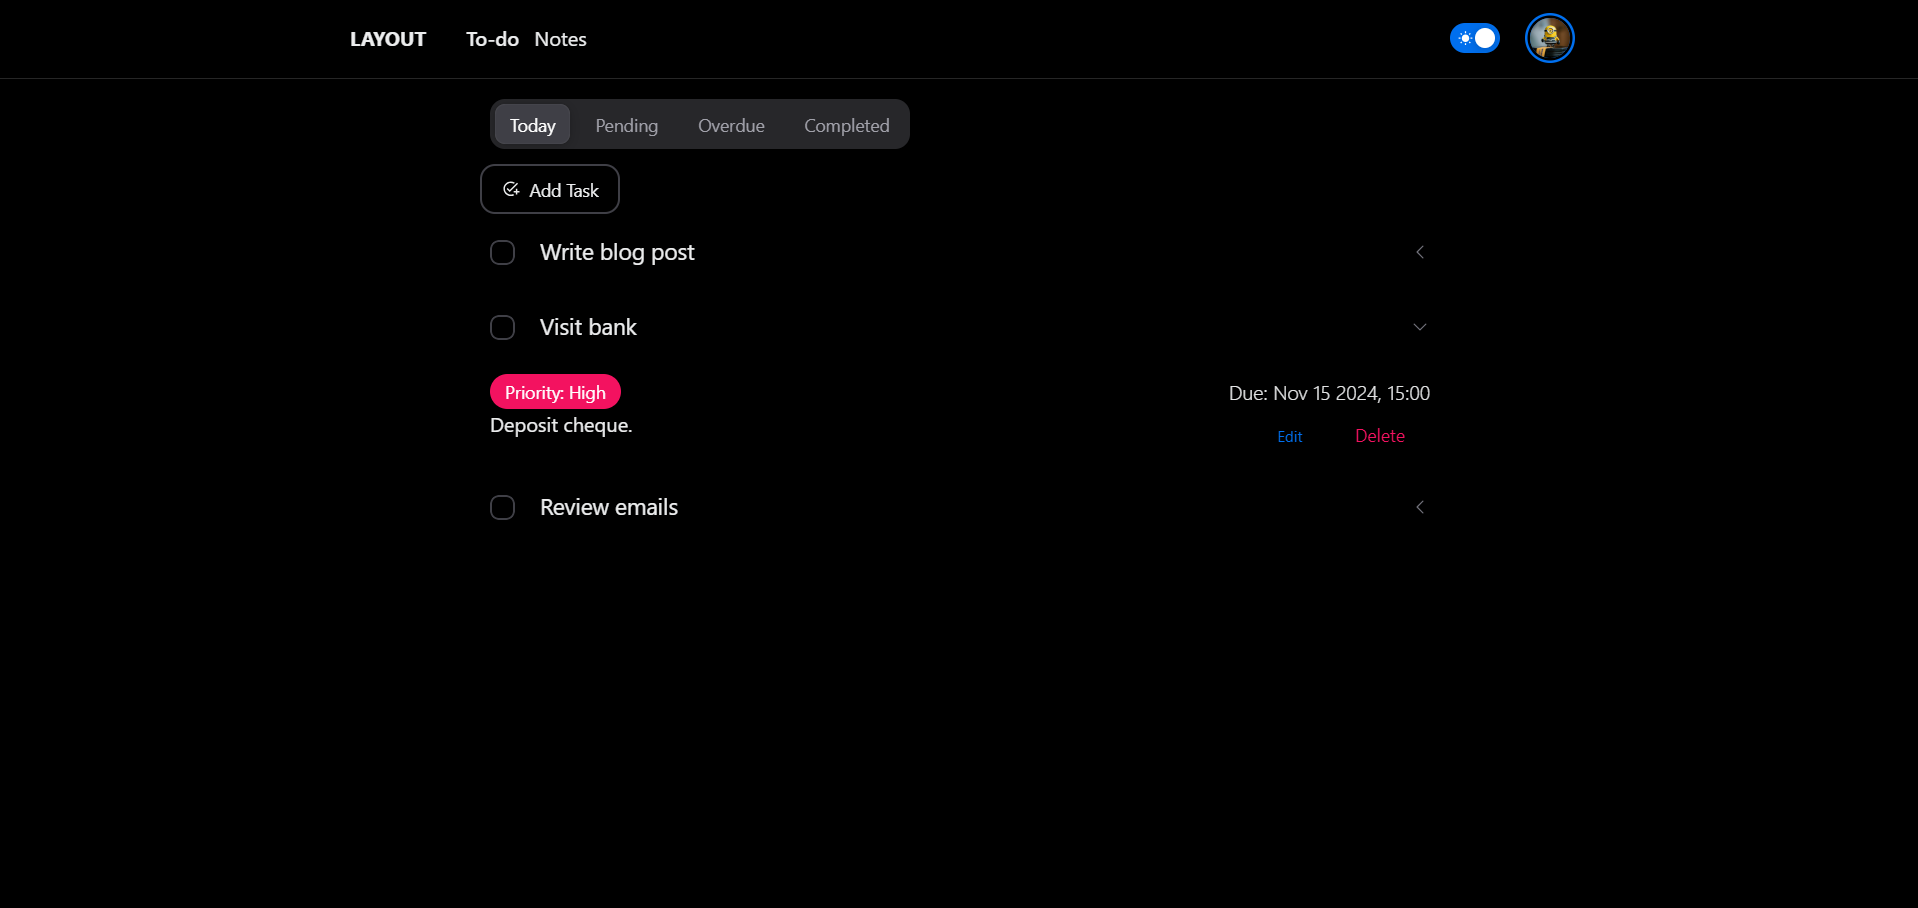 LAYOUT To-do Notes
Today Pending Overdue Completed
Add Task
Write blog post
Visit bank
Priority: High Due: Nov 15 2024, 15:00
Deposit cheque.
Edit Delete
Review emails